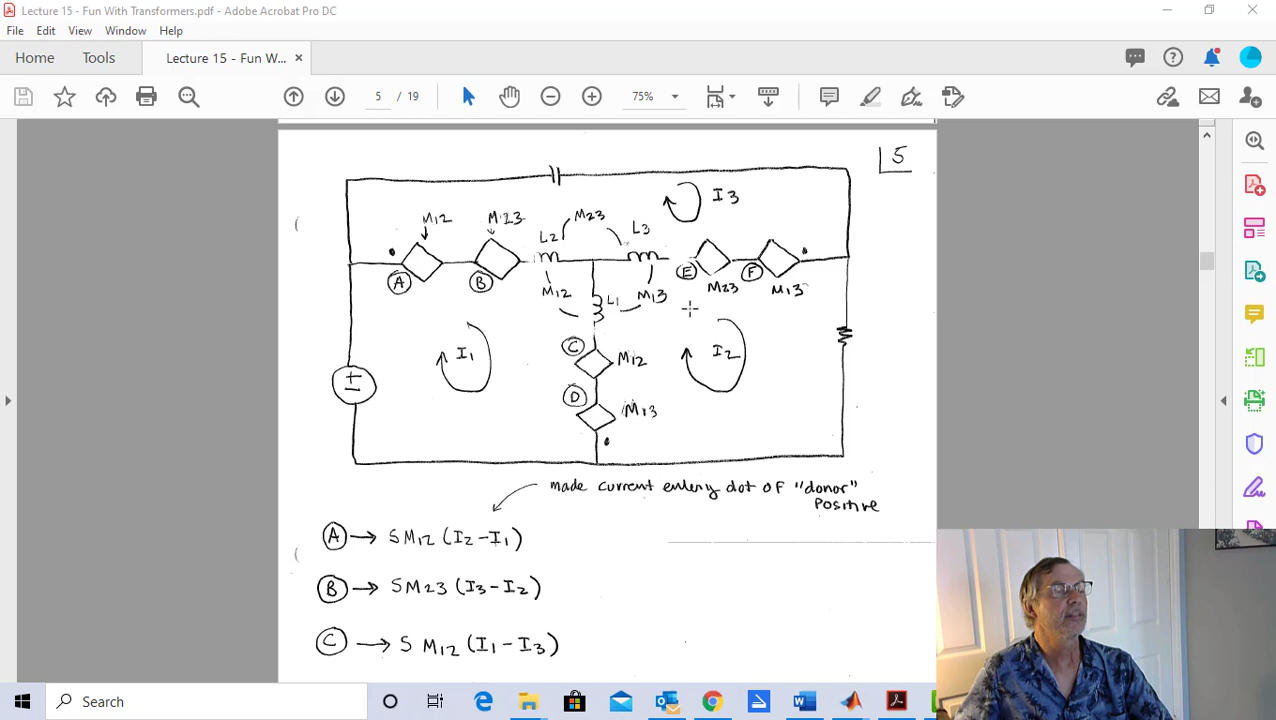 Lecture 15 - Fun With Transformers.pdf - Adobe Acrobat Pro DC
File Edit View Window Help
Home Tools Lecture 15 - Fun W... ×
5 / 19 75%
5
I3
M12 M23 M23
L2 L3
A B E F
M12 L1 M13 M23 M13
C
I1 M12 I2
D M13
made current entery dot of "donor"
Positive
A → SM12 (I2-I1)
B → SM23 (I3-I2)
C → S M12 (I1-I3)
Search